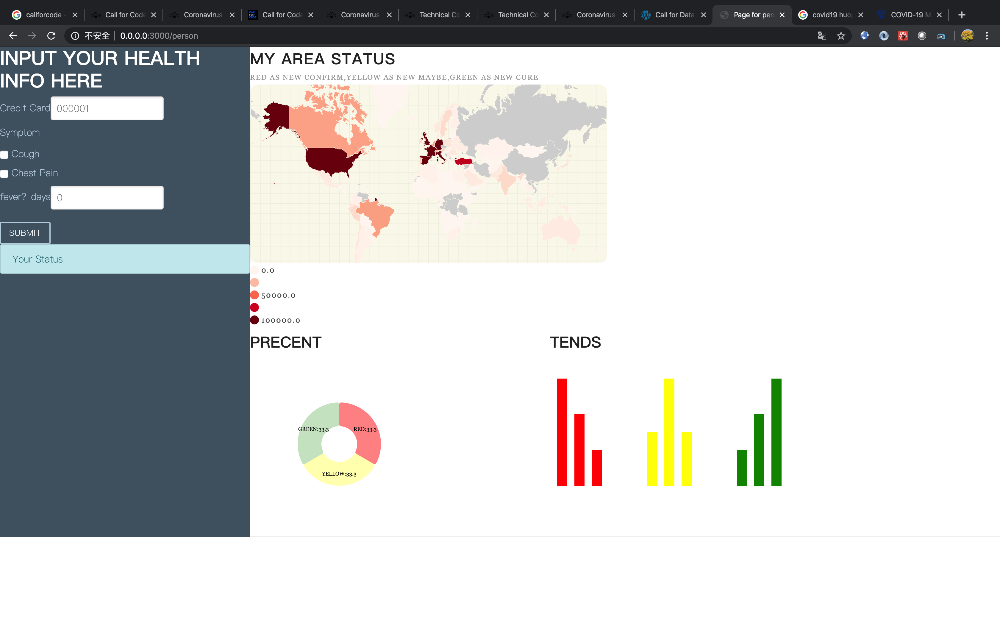 callforcode -
Call for Code
Coronavirus
CALL FOR CODE
Call for Code
Coronavirus
Technical Co
Technical Co
Coronavirus
Call for Data
Page for per
covid19 huo
COVID-19 M
不安全
0.0.0.0:3000/person
INPUT YOUR HEALTH
INFO HERE
Credit Card
000001
Symptom
Cough
Chest Pain
fever? days
0
SUBMIT
Your Status
MY AREA STATUS
RED AS NEW CONFIRM,YELLOW AS NEW MAYBE,GREEN AS NEW CURE
0.0
50000.0
100000.0
PRECENT
TENDS
GREEN:33.3
RED:33.3
YELLOW:33.3